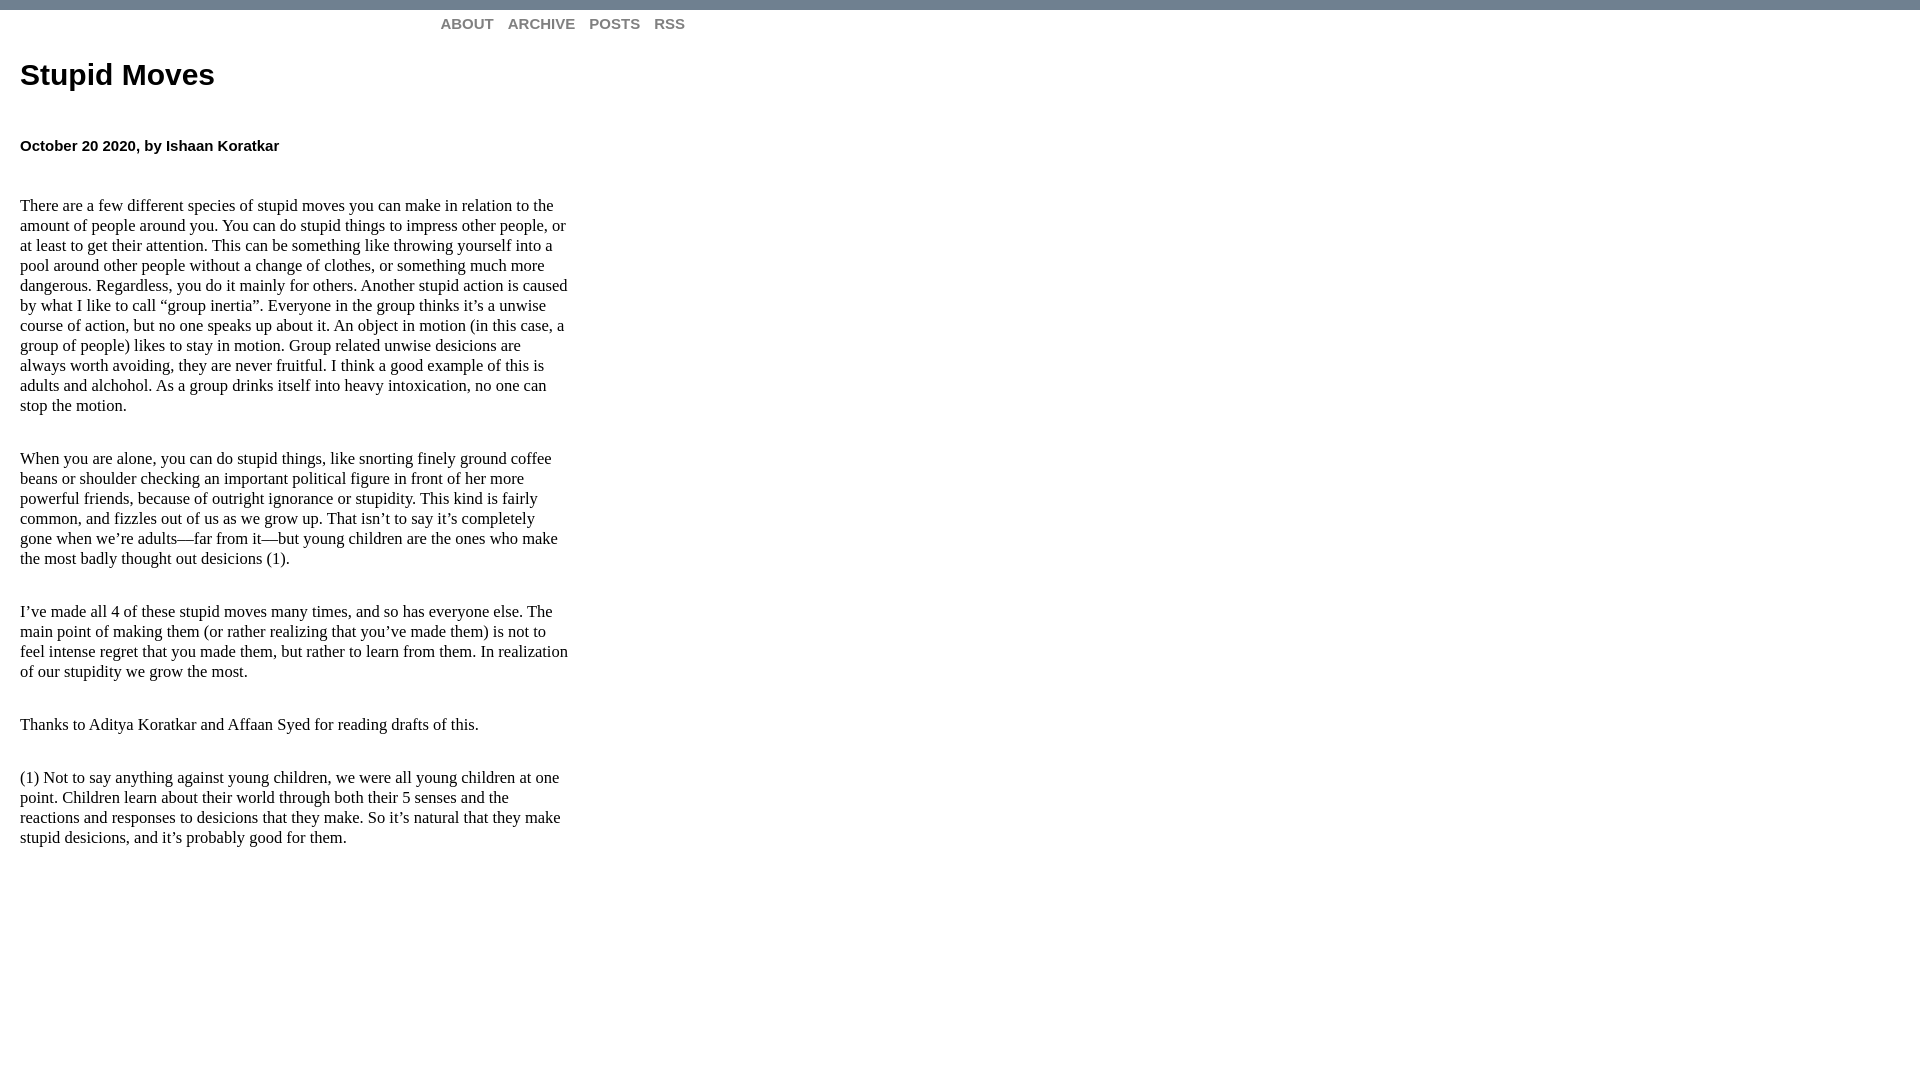 ABOUT ARCHIVE POSTS RSS
Stupid Moves
October 20 2020, by Ishaan Koratkar
There are a few different species of stupid moves you can make in relation to the
amount of people around you. You can do stupid things to impress other people, or
at least to get their attention. This can be something like throwing yourself into a
pool around other people without a change of clothes, or something much more
dangerous. Regardless, you do it mainly for others. Another stupid action is caused
by what I like to call “group inertia”. Everyone in the group thinks it’s a unwise
course of action, but no one speaks up about it. An object in motion (in this case, a
group of people) likes to stay in motion. Group related unwise desicions are
always worth avoiding, they are never fruitful. I think a good example of this is
adults and alchohol. As a group drinks itself into heavy intoxication, no one can
stop the motion.
When you are alone, you can do stupid things, like snorting finely ground coffee
beans or shoulder checking an important political figure in front of her more
powerful friends, because of outright ignorance or stupidity. This kind is fairly
common, and fizzles out of us as we grow up. That isn’t to say it’s completely
gone when we’re adults—far from it—but young children are the ones who make
the most badly thought out desicions (1).
I’ve made all 4 of these stupid moves many times, and so has everyone else. The
main point of making them (or rather realizing that you’ve made them) is not to
feel intense regret that you made them, but rather to learn from them. In realization
of our stupidity we grow the most.
Thanks to Aditya Koratkar and Affaan Syed for reading drafts of this.
(1) Not to say anything against young children, we were all young children at one
point. Children learn about their world through both their 5 senses and the
reactions and responses to desicions that they make. So it’s natural that they make
stupid desicions, and it’s probably good for them.